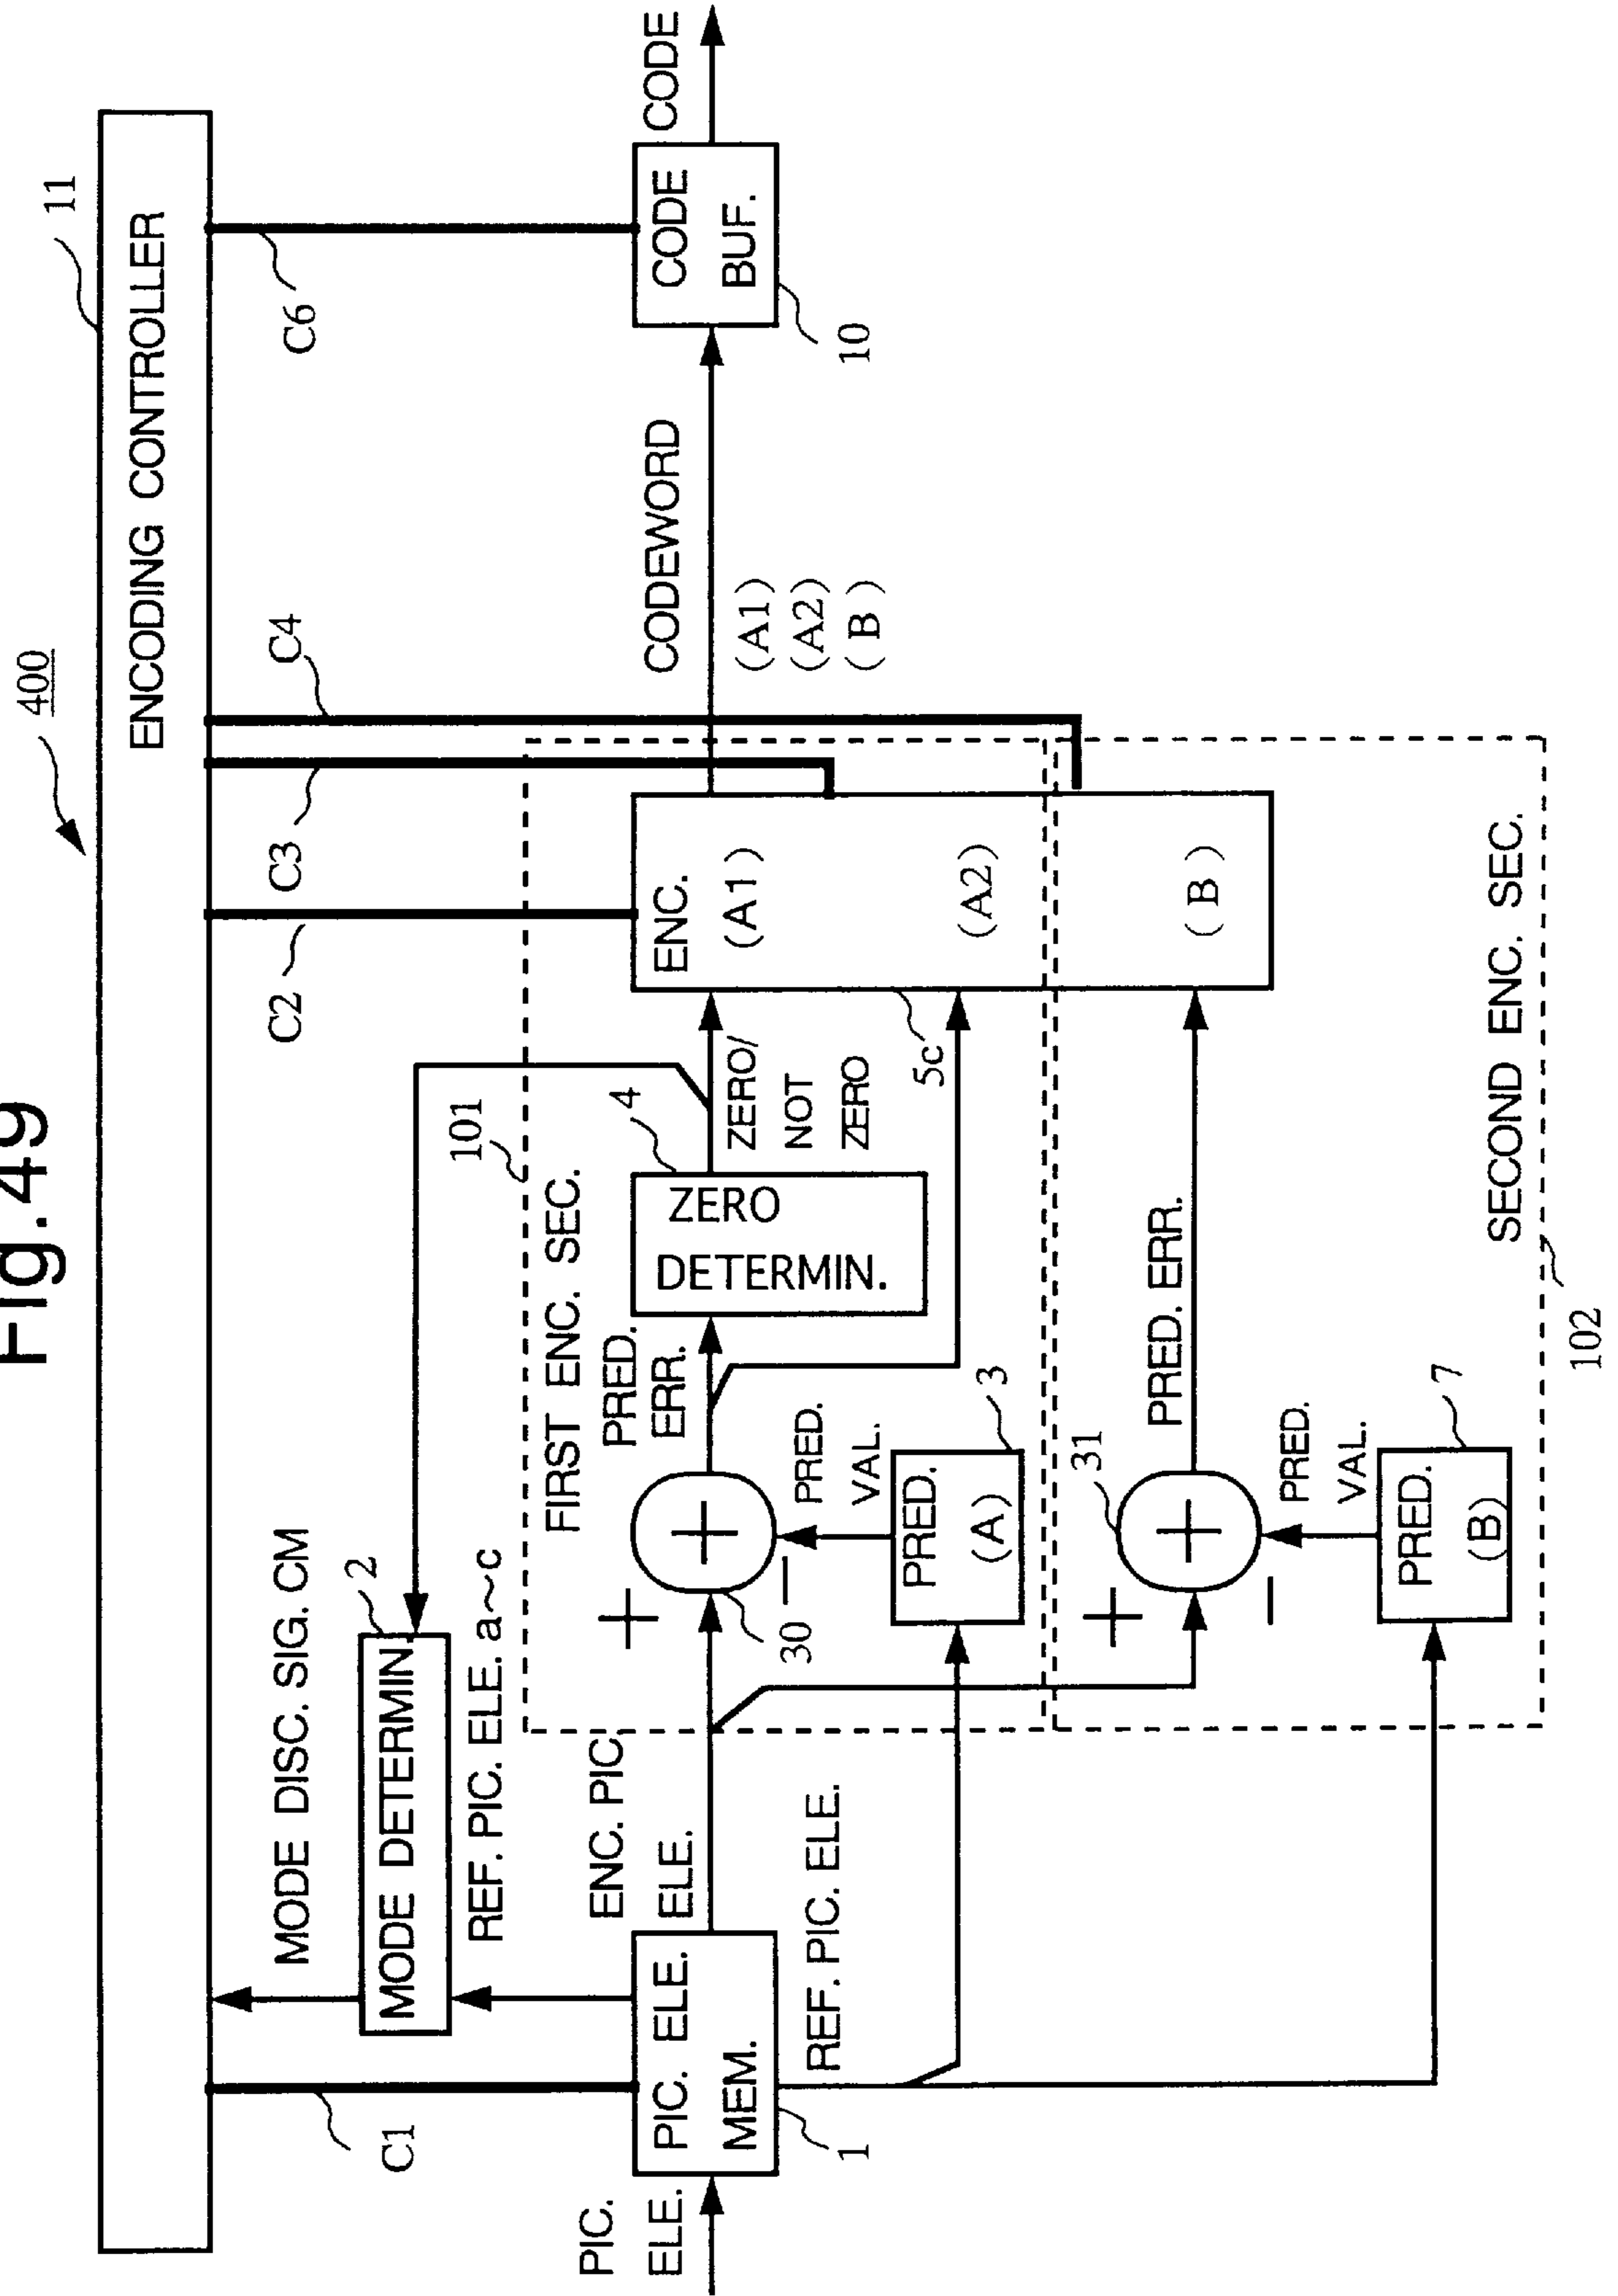 Fig.49
400
11
ENCODING CONTROLLER
C1
MODE DISC. SIG. CM
C2
C3
C4
C6
2
MODE DETERMIN.
REF. PIC. ELE. a~c
101
FIRST ENC. SEC.
PIC.
ELE.
PIC. ELE.
MEM.
1
ENC. PIC
ELE.
REF. PIC. ELE.
+
+
−
30
PRED.
ERR.
PRED.
VAL.
PRED.
(A)
3
4
ZERO
DETERMIN.
ZERO/
NOT
ZERO
5c
ENC.
(A1)
(A2)
(B)
CODEWORD
(A1)
(A2)
(B)
CODE
BUF.
10
CODE
+
+
−
31
PRED. ERR.
PRED.
VAL.
PRED.
(B)
7
SECOND ENC. SEC.
102